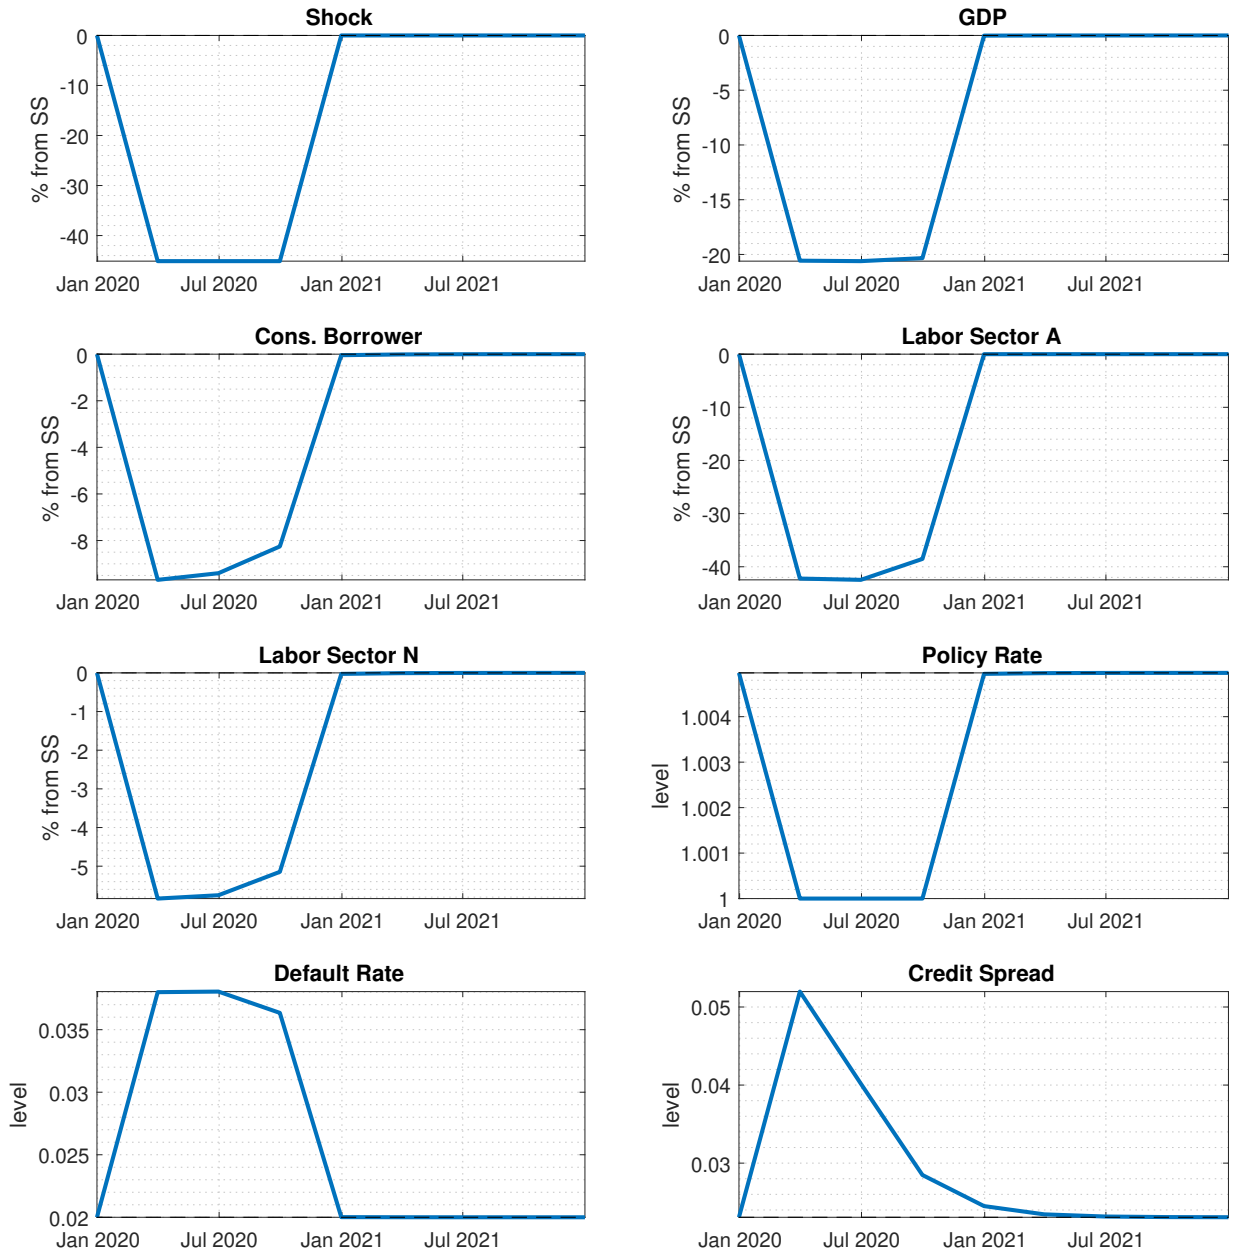 Shock
0
-10
-20
-30
-40
% from SS
Jan 2020 Jul 2020 Jan 2021 Jul 2021
GDP
0
-5
-10
-15
-20
% from SS
Jan 2020 Jul 2020 Jan 2021 Jul 2021
Cons. Borrower
0
-2
-4
-6
-8
% from SS
Jan 2020 Jul 2020 Jan 2021 Jul 2021
Labor Sector A
0
-10
-20
-30
-40
% from SS
Jan 2020 Jul 2020 Jan 2021 Jul 2021
Labor Sector N
0
-1
-2
-3
-4
-5
% from SS
Jan 2020 Jul 2020 Jan 2021 Jul 2021
Policy Rate
1.004
1.003
1.002
1.001
1
level
Jan 2020 Jul 2020 Jan 2021 Jul 2021
Default Rate
0.035
0.03
0.025
0.02
level
Jan 2020 Jul 2020 Jan 2021 Jul 2021
Credit Spread
0.05
0.04
0.03
level
Jan 2020 Jul 2020 Jan 2021 Jul 2021